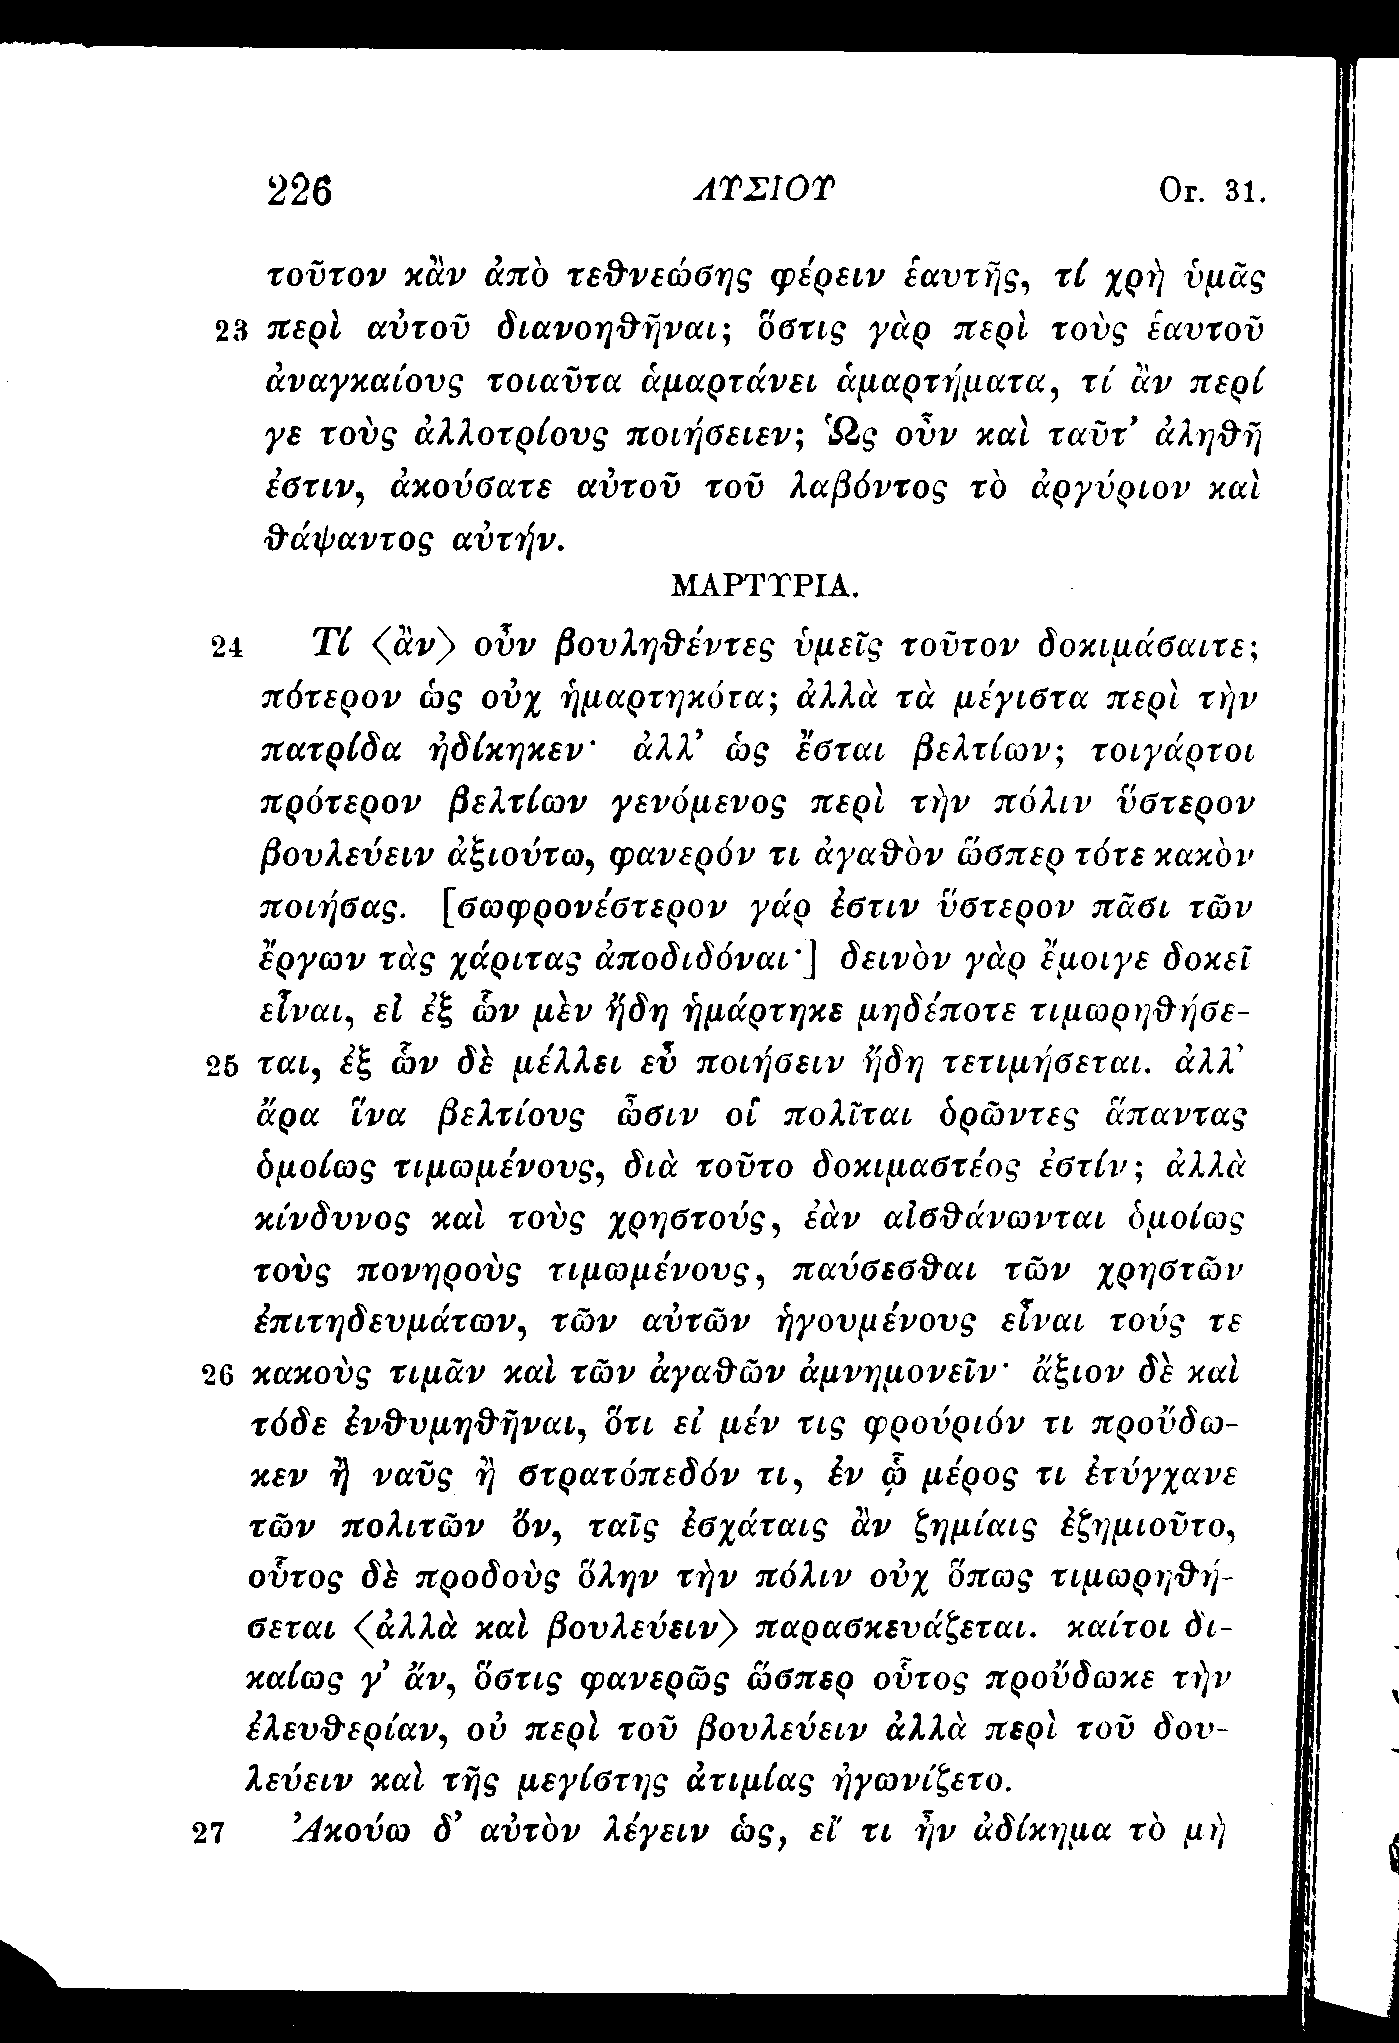 226 ΛΥΣΙΟΥ Or. 31.
τοῦτον κἂν ἀπὸ τεθνεώσης φέρειν ἑαυτῆς, τί χρὴ ὑμᾶς
23 περὶ αὐτοῦ διανοηθῆναι; ὅστις γὰρ περὶ τοὺς ἑαυτοῦ
ἀναγκαίους τοιαῦτα ἁμαρτάνει ἁμαρτήματα, τί ἂν περί
γε τοὺς ἀλλοτρίους ποιήσειεν; Ὡς οὖν καὶ ταῦτ’ ἀληθῆ
ἐστιν, ἀκούσατε αὐτοῦ τοῦ λαβόντος τὸ ἀργύριον καὶ
θάψαντος αὐτήν.
ΜΑΡΤΥΡΙΑ.
24 Τί 〈ἂν〉 οὖν βουληθέντες ὑμεῖς τοῦτον δοκιμάσαιτε;
πότερον ὡς οὐχ ἡμαρτηκότα; ἀλλὰ τὰ μέγιστα περὶ τὴν
πατρίδα ἠδίκηκεν· ἀλλ’ ὡς ἔσται βελτίων; τοιγάρτοι
πρότερον βελτίων γενόμενος περὶ τὴν πόλιν ὕστερον
βουλεύειν ἀξιούτω, φανερόν τι ἀγαθὸν ὥσπερ τότε κακὸν
ποιήσας. [σωφρονέστερον γάρ ἐστιν ὕστερον πᾶσι τῶν
ἔργων τὰς χάριτας ἀποδιδόναι·] δεινὸν γὰρ ἔμοιγε δοκεῖ
εἶναι, εἰ ἐξ ὧν μὲν ἤδη ἡμάρτηκε μηδέποτε τιμωρηθήσε-
25 ται, ἐξ ὧν δὲ μέλλει εὖ ποιήσειν ἤδη τετιμήσεται. ἀλλ’
ἄρα ἵνα βελτίους ὦσιν οἱ πολῖται ὁρῶντες ἅπαντας
ὁμοίως τιμωμένους, διὰ τοῦτο δοκιμαστέος ἐστίν; ἀλλὰ
κίνδυνος καὶ τοὺς χρηστούς, ἐὰν αἰσθάνωνται ὁμοίως
τοὺς πονηροὺς τιμωμένους, παύσεσθαι τῶν χρηστῶν
ἐπιτηδευμάτων, τῶν αὐτῶν ἡγουμένους εἶναι τούς τε
26 κακοὺς τιμᾶν καὶ τῶν ἀγαθῶν ἀμνημονεῖν· ἄξιον δὲ καὶ
τόδε ἐνθυμηθῆναι, ὅτι εἰ μέν τις φρούριόν τι προὔδω-
κεν ἢ ναῦς ἢ στρατόπεδόν τι, ἐν ᾧ μέρος τι ἐτύγχανε
τῶν πολιτῶν ὄν, ταῖς ἐσχάταις ἂν ζημίαις ἐζημιοῦτο,
οὗτος δὲ προδοὺς ὅλην τὴν πόλιν οὐχ ὅπως τιμωρηθή-
σεται 〈ἀλλὰ καὶ βουλεύειν〉 παρασκευάζεται. καίτοι δι-
καίως γ’ ἄν, ὅστις φανερῶς ὥσπερ οὗτος προὔδωκε τὴν
ἐλευθερίαν, οὐ περὶ τοῦ βουλεύειν ἀλλὰ περὶ τοῦ δου-
λεύειν καὶ τῆς μεγίστης ἀτιμίας ἠγωνίζετο.
27 Ἀκούω δ’ αὐτὸν λέγειν ὡς, εἴ τι ἦν ἀδίκημα τὸ μὴ